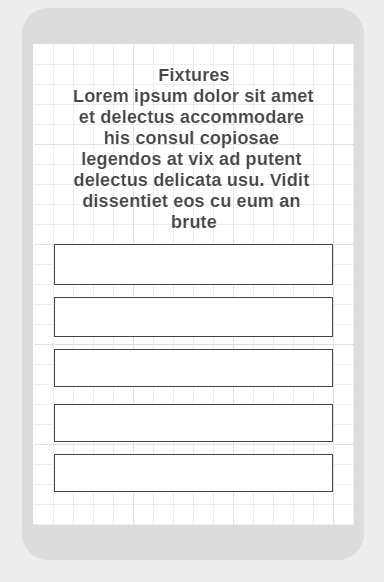 Fixtures
Lorem ipsum dolor sit amet
et delectus accommodare
his consul copiosae
legendos at vix ad putent
delectus delicata usu. Vidit
dissentiet eos cu eum an
brute